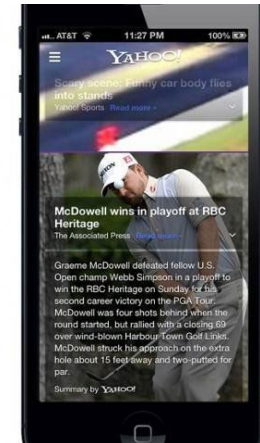 AT&T 11:27 PM 100%
YAHOO!
Scary scene: Funny car body flies
into stands
Yahoo! Sports Read more
McDowell wins in playoff at RBC
Heritage
The Associated Press Read more
Graeme McDowell defeated fellow U.S.
Open champ Webb Simpson in a playoff to
win the RBC Heritage on Sunday for his
second career victory on the PGA Tour.
McDowell was four shots behind when the
round started, but rallied with a closing 69
over wind-blown Harbour Town Golf Links.
McDowell struck his approach on the extra
hole about 15 feet away and two-putted for
par.
Summary by YAHOO!